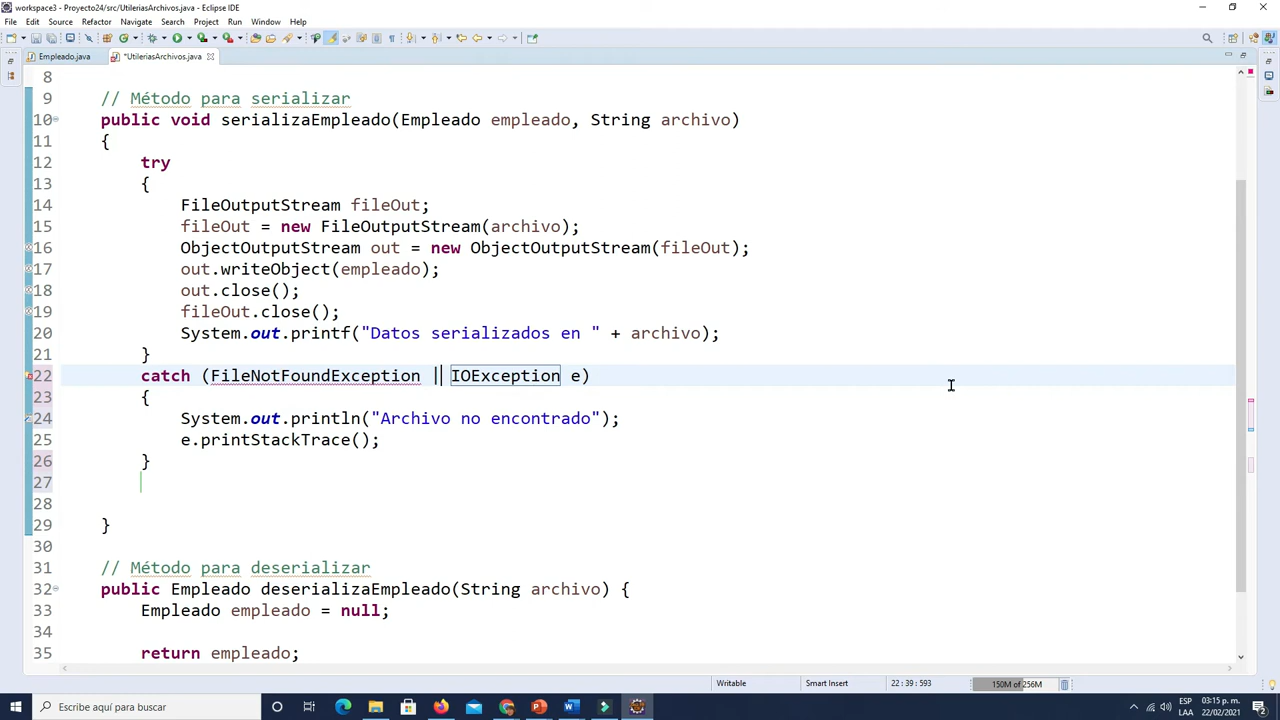 workspace3 - Proyecto24/src/UtileriasArchivos.java - Eclipse IDE
File Edit Source Refactor Navigate Search Project Run Window Help
Empleado.java *UtileriasArchivos.java
8
9 // Método para serializar
10 public void serializaEmpleado(Empleado empleado, String archivo)
11 {
12 try
13 {
14 FileOutputStream fileOut;
15 fileOut = new FileOutputStream(archivo);
16 ObjectOutputStream out = new ObjectOutputStream(fileOut);
17 out.writeObject(empleado);
18 out.close();
19 fileOut.close();
20 System.out.printf("Datos serializados en " + archivo);
21 }
22 catch (FileNotFoundException | IOException e)
23 {
24 System.out.println("Archivo no encontrado");
25 e.printStackTrace();
26 }
27
28
29 }
30
31 // Método para deserializar
32 public Empleado deserializaEmpleado(String archivo) {
33 Empleado empleado = null;
34
35 return empleado;
Writable Smart Insert 22 : 39 : 593 150M of 256M
Escribe aquí para buscar
ESP 03:15 p. m.
LAA 22/02/2021
2